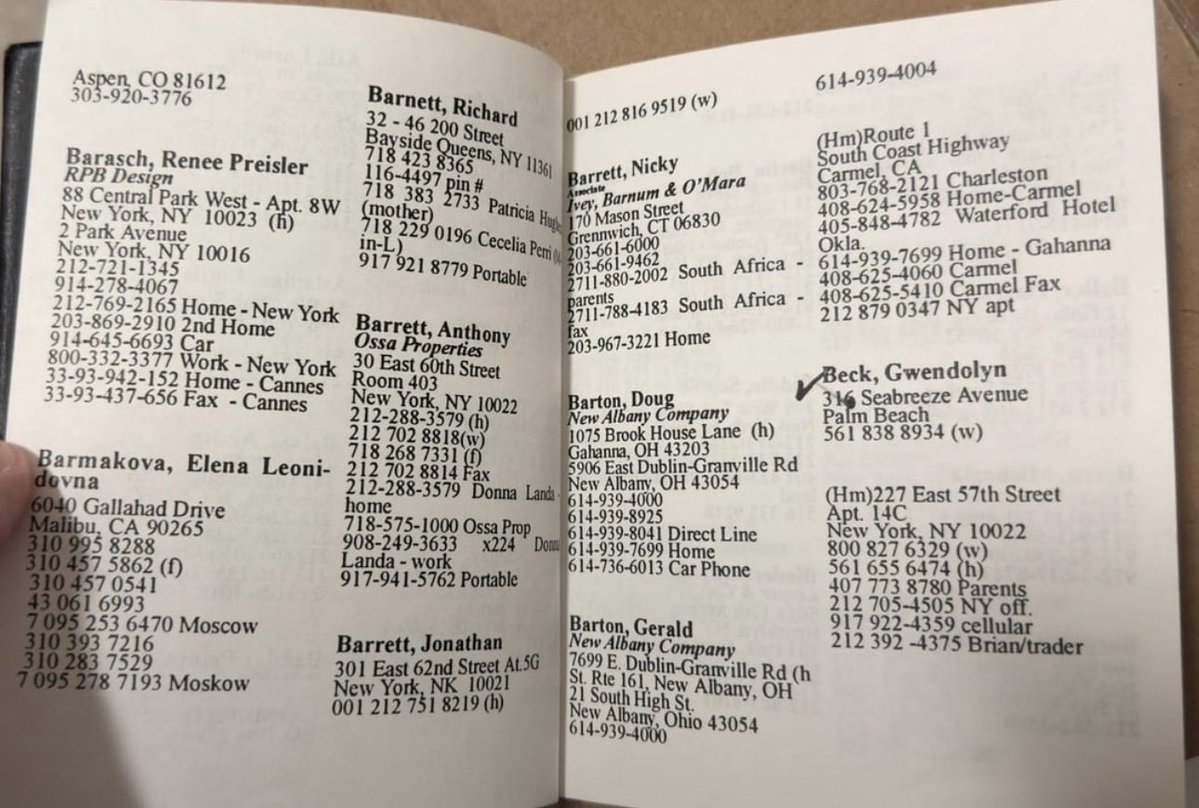 Aspen, CO 81612
303-920-3776
Barasch, Renee Preisler
RPB Design
88 Central Park West - Apt. 8W
New York, NY 10023 (h)
2 Park Avenue
New York, NY 10016
212-721-1345
914-278-4067
212-769-2165 Home - New York
203-869-2910 2nd Home
914-645-6693 Car
800-332-3377 Work - New York
33-93-942-152 Home - Cannes
33-93-437-656 Fax - Cannes
Barmakova, Elena Leoni-
dovna
6040 Gallahad Drive
Malibu, CA 90265
310 995 8288
310 457 5862 (f)
310 457 0541
43 061 6993
7 095 253 6470 Moscow
310 393 7216
310 283 7529
7 095 278 7193 Moskow
Barnett, Richard
32 - 46 200 Street
Bayside Queens, NY 11361
718 423 8365
116-4497 pin #
718 383 2733 Patricia
(mother)
718 229 0196 Cecelia Perri
in-L)
917 921 8779 Portable
Barrett, Anthony
Ossa Properties
30 East 60th Street
Room 403
New York, NY 10022
212-288-3579 (h)
212 702 8818(w)
718 268 7331 (f)
212 702 8814 Fax
212-288-3579 Donna Landa -
home
718-575-1000 Ossa Prop
908-249-3633 x224
Landa - work
917-941-5762 Portable
Barrett, Jonathan
301 East 62nd Street At.5G
New York, NK 10021
001 212 751 8219 (h)
001 212 816 9519 (w)
Barrett, Nicky
Associate
Ivey, Barnum & O'Mara
170 Mason Street
Grennwich, CT 06830
203-661-6000
203-661-9462
2711-880-2002 South Africa -
parents
2711-788-4183 South Africa -
fax
203-967-3221 Home
Barton, Doug
New Albany Company
1075 Brook House Lane (h)
Gahanna, OH 43203
5906 East Dublin-Granville Rd
New Albany, OH 43054
614-939-4000
614-939-8925
614-939-8041 Direct Line
614-939-7699 Home
614-736-6013 Car Phone
Barton, Gerald
New Albany Company
7699 E. Dublin-Granville Rd (h
St. Rte 161, New Albany, OH
21 South High St.
New Albany, Ohio 43054
614-939-4000
614-939-4004
(Hm)Route 1
South Coast Highway
Carmel, CA
803-768-2121 Charleston
408-624-5958 Home-Carmel
405-848-4782 Waterford Hotel
Okla.
614-939-7699 Home - Gahanna
408-625-4060 Carmel
408-625-5410 Carmel Fax
212 879 0347 NY apt
Beck, Gwendolyn
316 Seabreeze Avenue
Palm Beach
561 838 8934 (w)
(Hm)227 East 57th Street
Apt. 14C
New York, NY 10022
800 827 6329 (w)
561 655 6474 (h)
407 773 8780 Parents
212 705-4505 NY off.
917 922-4359 cellular
212 392 -4375 Brian/trader